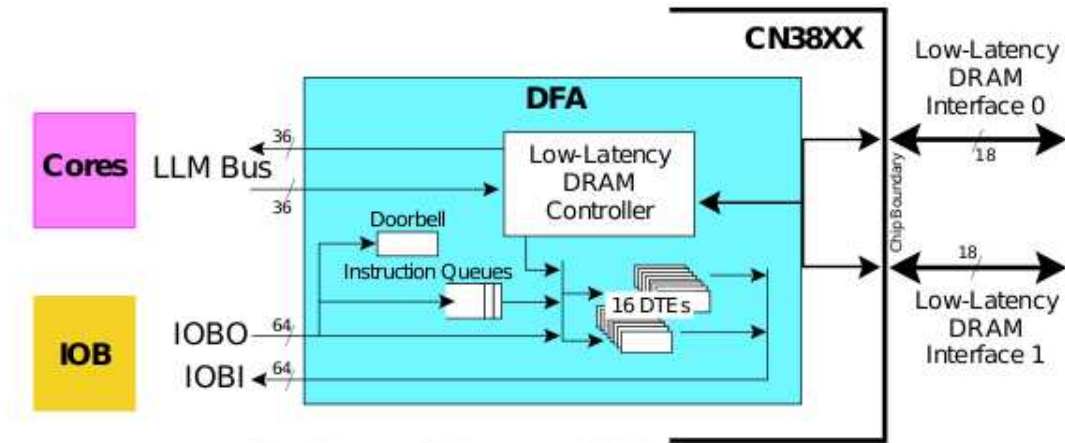 CN38XX
Low-Latency
DRAM
Interface 0
18
Chip Boundary
DFA
Cores
LLM Bus
36
36
Low-Latency
DRAM
Controller
Doorbell
Instruction Queues
16 DTEs
IOB
IOBO
64
IOBI
64
18
Low-Latency
DRAM
Interface 1